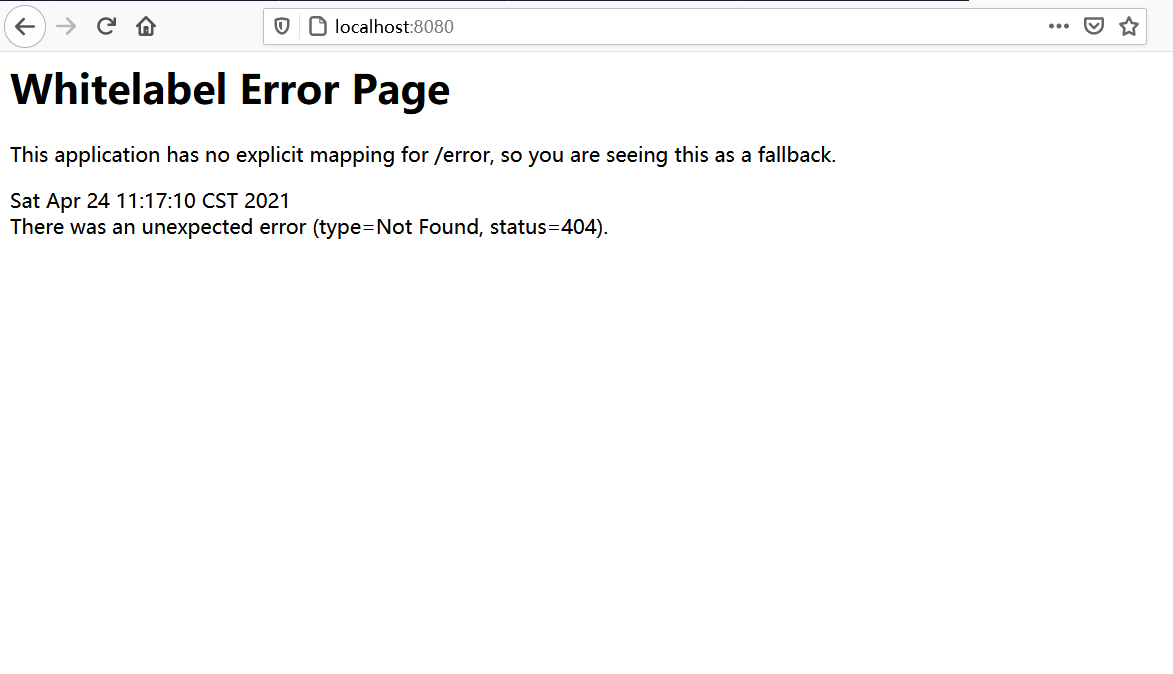 localhost:8080
Whitelabel Error Page
This application has no explicit mapping for /error, so you are seeing this as a fallback.
Sat Apr 24 11:17:10 CST 2021
There was an unexpected error (type=Not Found, status=404).